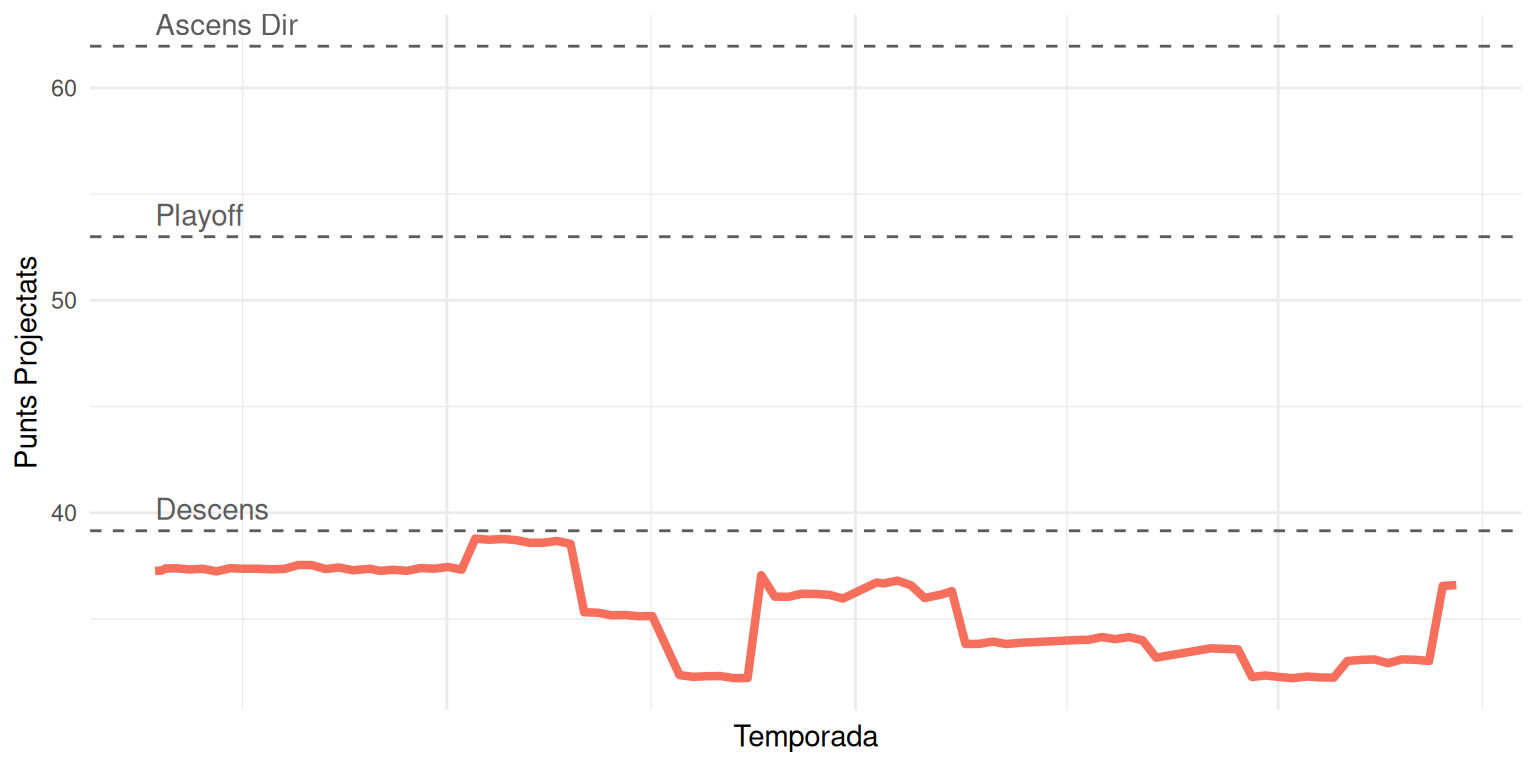 Ascens Dir
60
Playoff
50
Punts Projectats
Descens
40
Temporada